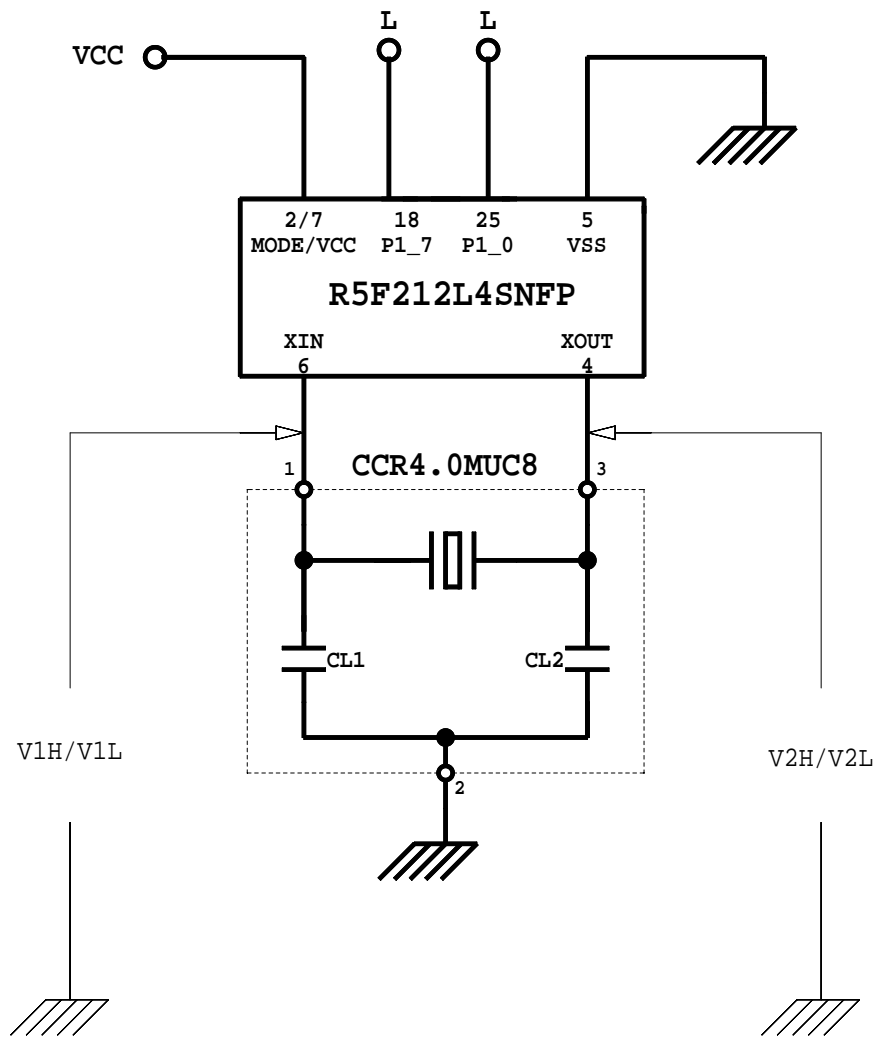 L L
VCC
2/7 18 25 5
MODE/VCC P1_7 P1_0 VSS
R5F212L4SNFP
XIN XOUT
6 4
CCR4.0MUC8
1 3
CL1 CL2
V1H/V1L V2H/V2L
2